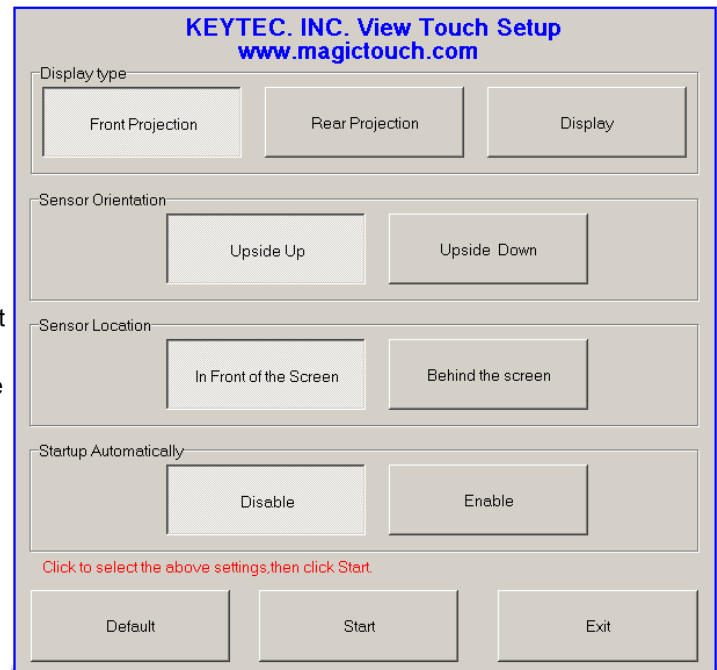 KEYTEC. INC. View Touch Setup
www.magictouch.com
Display type
Front Projection Rear Projection Display
Sensor Orientation
Upside Up Upside Down
Sensor Location
In Front of the Screen Behind the screen
Startup Automatically
Disable Enable
Click to select the above settings,then click Start.
Default Start Exit